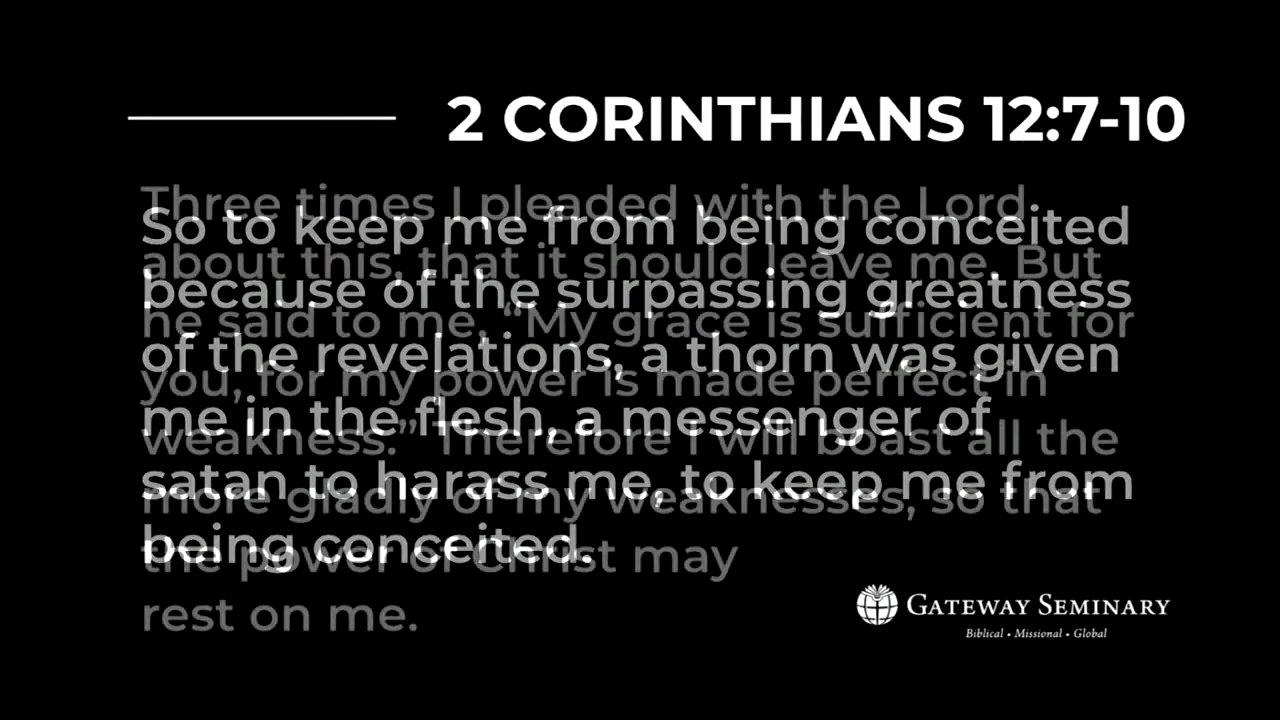 2 CORINTHIANS 12:7-10
So to keep me from being conceited
because of the surpassing greatness
of the revelations, a thorn was given
me in the flesh, a messenger of
satan to harass me, to keep me from
being conceited.
Three times I pleaded with the Lord
about this, that it should leave me. But
he said to me, “My grace is sufficient for
you, for my power is made perfect in
weakness.” Therefore I will boast all the
more gladly of my weaknesses, so that
the power of Christ may
rest on me.
GATEWAY SEMINARY
Biblical • Missional • Global